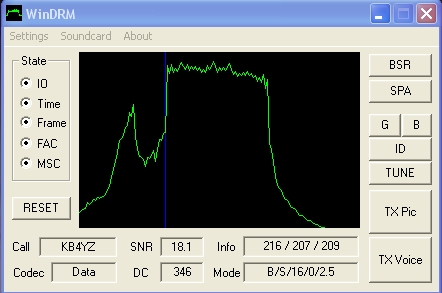 WinDRM
Settings Soundcard About
State
IO
Time
Frame
FAC
MSC
RESET
BSR
SPA
G B
ID
TUNE
TX Pic
TX Voice
Call KB4YZ SNR 18.1 Info 216 / 207 / 209
Codec Data DC 346 Mode B/S/16/0/2.5